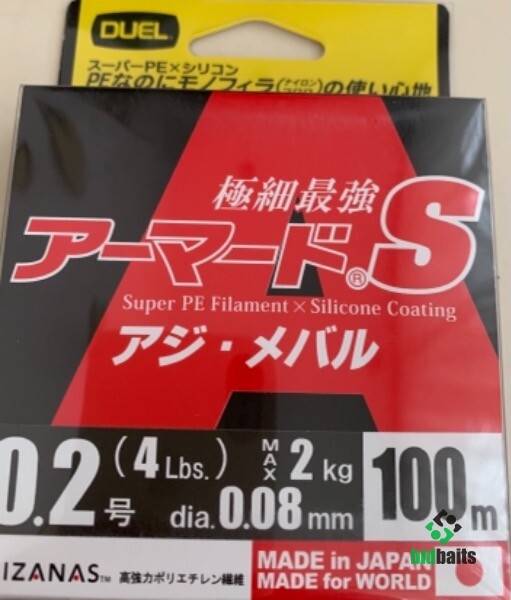 DUEL
スーパーPE×シリコン
PEなのにモノフィラ(ナイロン フロロ)の使い心地
極細最強
アーマード® S
Super PE Filament × Silicone Coating
アジ・メバル
0.2号 (4Lbs.) MAX 2kg
dia. 0.08mm
100m
bidbaits
IZANAS™ 高強力ポリエチレン繊維
MADE in JAPAN
MADE for WORLD